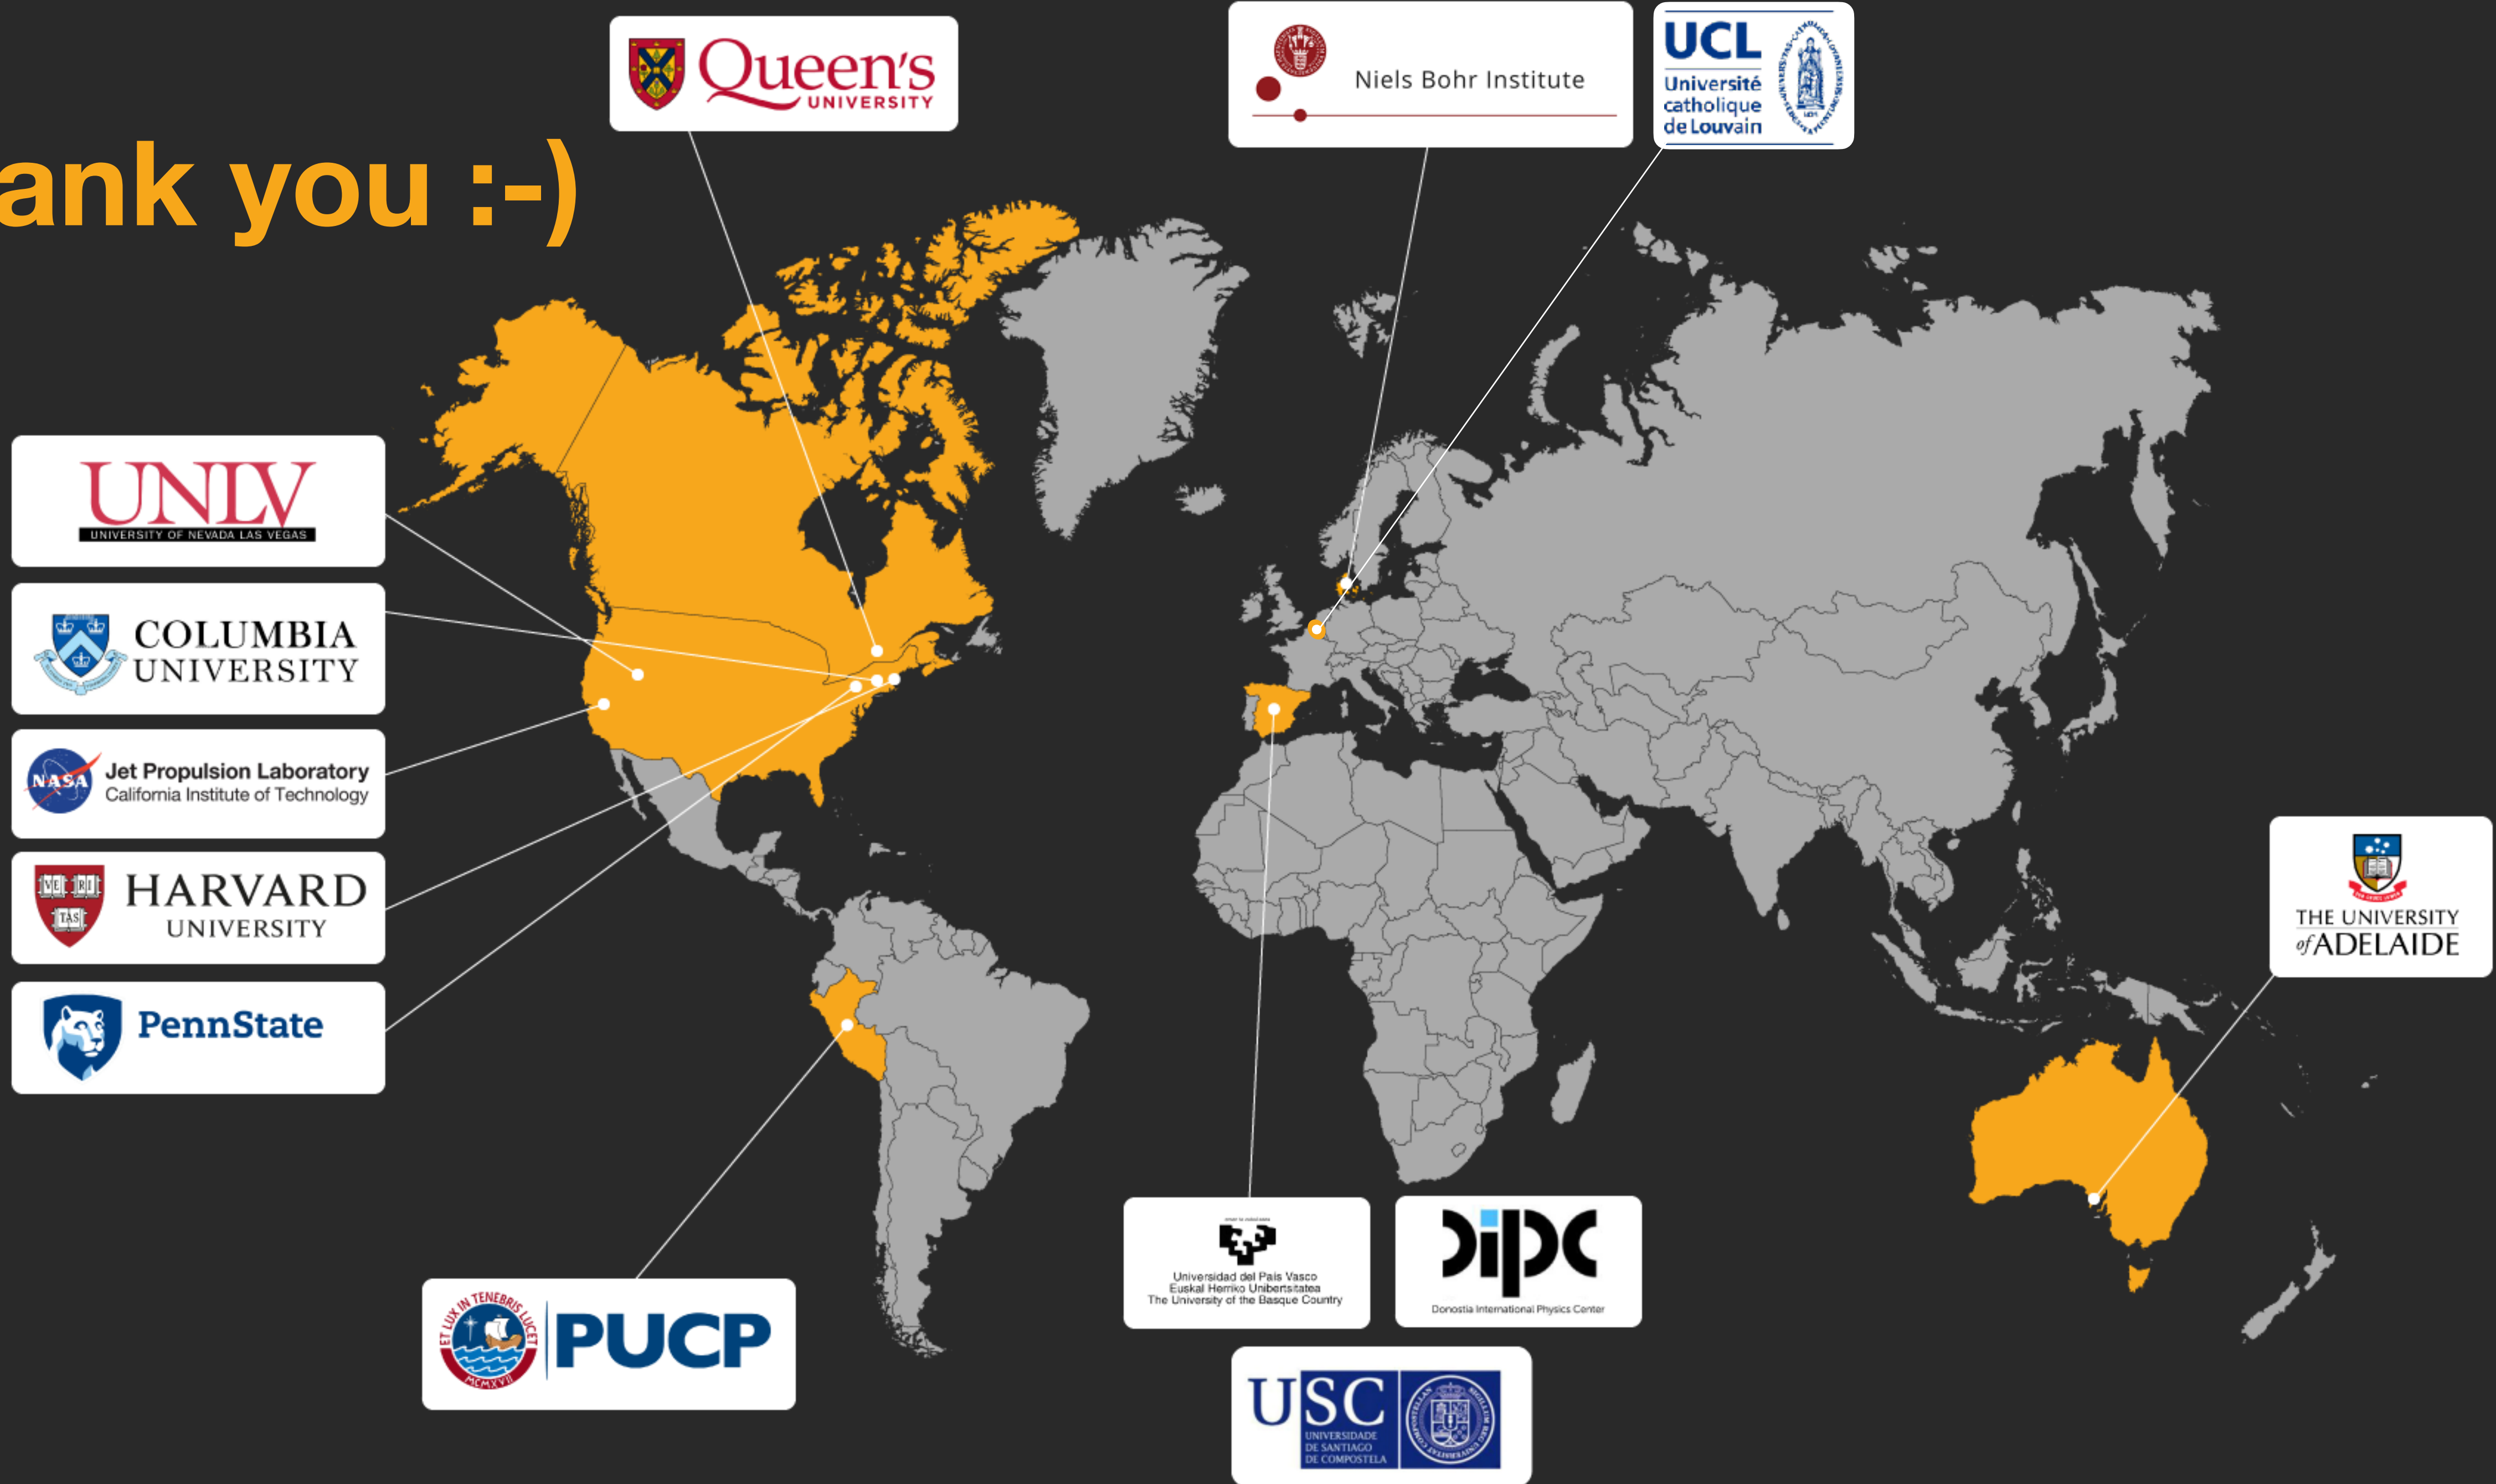 Queen's
UNIVERSITY
Niels Bohr Institute
UCL
Université
catholique
de Louvain
ank you :-)
UNLV
UNIVERSITY OF NEVADA LAS VEGAS
COLUMBIA
UNIVERSITY
NASA
Jet Propulsion Laboratory
California Institute of Technology
VE RI
TAS
HARVARD
UNIVERSITY
PennState
THE UNIVERSITY
of ADELAIDE
ET LUX IN TENEBRIS LUCET
MCMXVII
PUCP
Universidad del País Vasco
Euskal Herriko Unibertsitatea
The University of the Basque Country
dipc
Donostia International Physics Center
USC
UNIVERSIDADE
DE SANTIAGO
DE COMPOSTELA